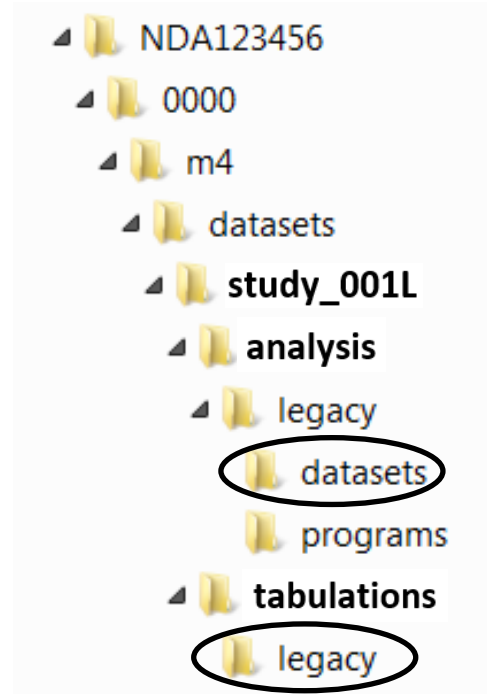 NDA123456
0000
m4
datasets
study_001L
analysis
legacy
datasets
programs
tabulations
legacy